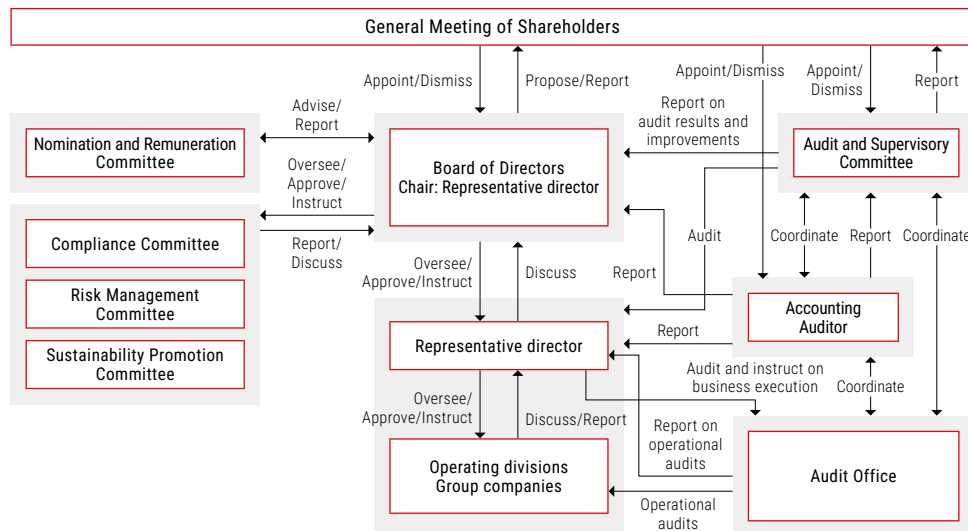 General Meeting of Shareholders
Appoint/Dismiss
Propose/Report
Appoint/Dismiss
Appoint/
Dismiss
Report
Advise/
Report
Report on
audit results and
improvements
Nomination and Remuneration
Committee
Board of Directors
Chair: Representative director
Audit and Supervisory
Committee
Oversee/
Approve/
Instruct
Compliance Committee
Report/
Discuss
Audit
Coordinate
Report
Coordinate
Oversee/
Approve/Instruct
Discuss
Report
Risk Management
Committee
Accounting
Auditor
Sustainability Promotion
Committee
Representative director
Report
Audit and instruct on
business execution
Coordinate
Oversee/
Approve/Instruct
Discuss/Report
Report on
operational
audits
Operating divisions
Group companies
Audit Office
Operational
audits